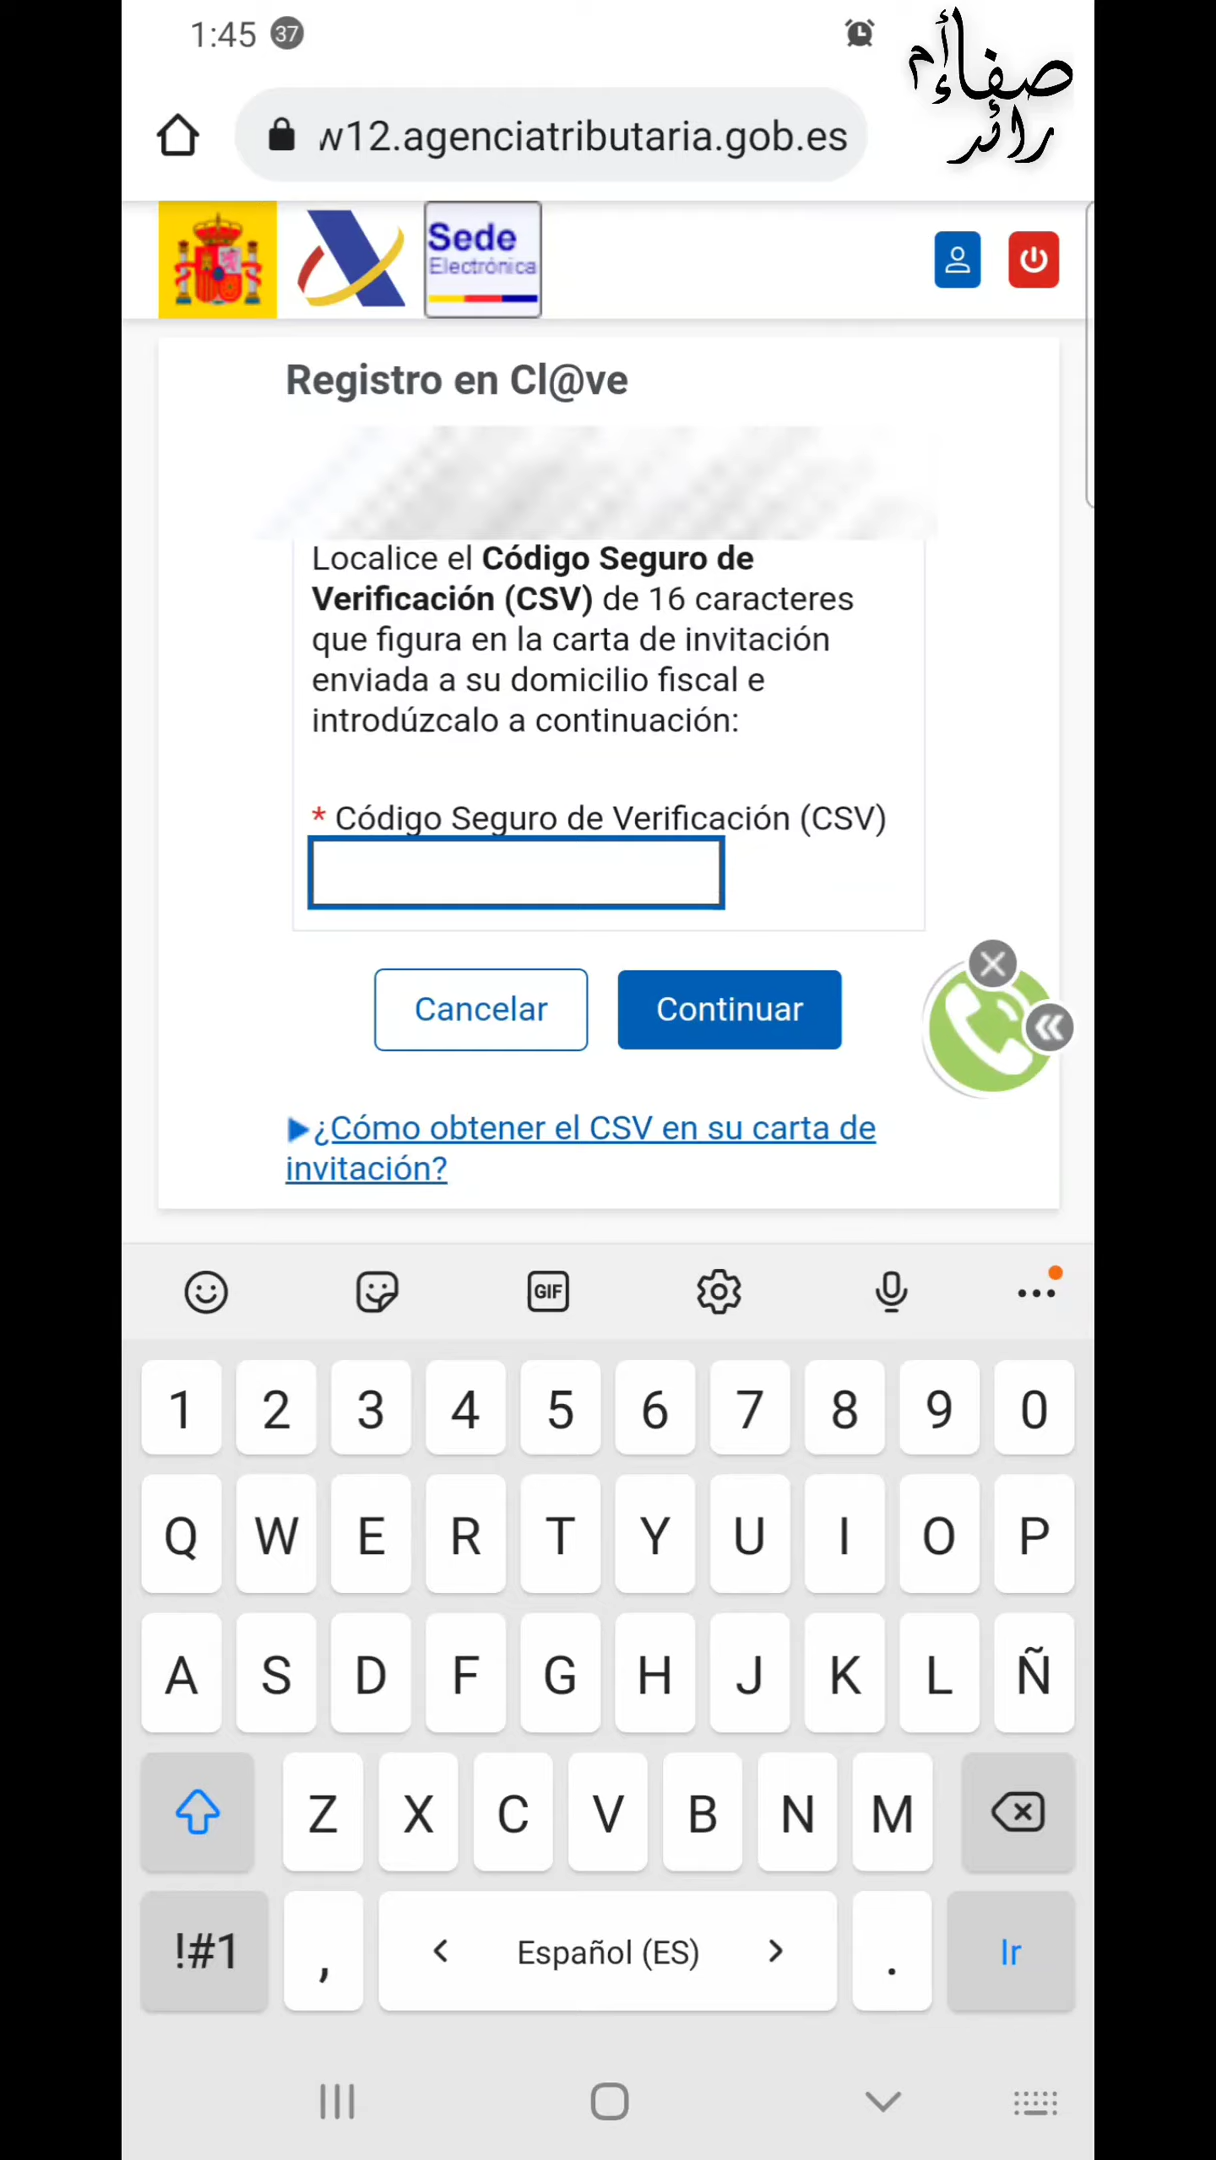 1:45 37
صفاء أم
رائد
w12.agenciatributaria.gob.es
Sede
Electrónica
Registro en Cl@ve
Localice el Código Seguro de
Verificación (CSV) de 16 caracteres
que figura en la carta de invitación
enviada a su domicilio fiscal e
introdúzcalo a continuación:
* Código Seguro de Verificación (CSV)
Cancelar Continuar
¿Cómo obtener el CSV en su carta de
invitación?
GIF
1 2 3 4 5 6 7 8 9 0
Q W E R T Y U I O P
A S D F G H J K L Ñ
Z X C V B N M
!#1 , < Español (ES) > . Ir